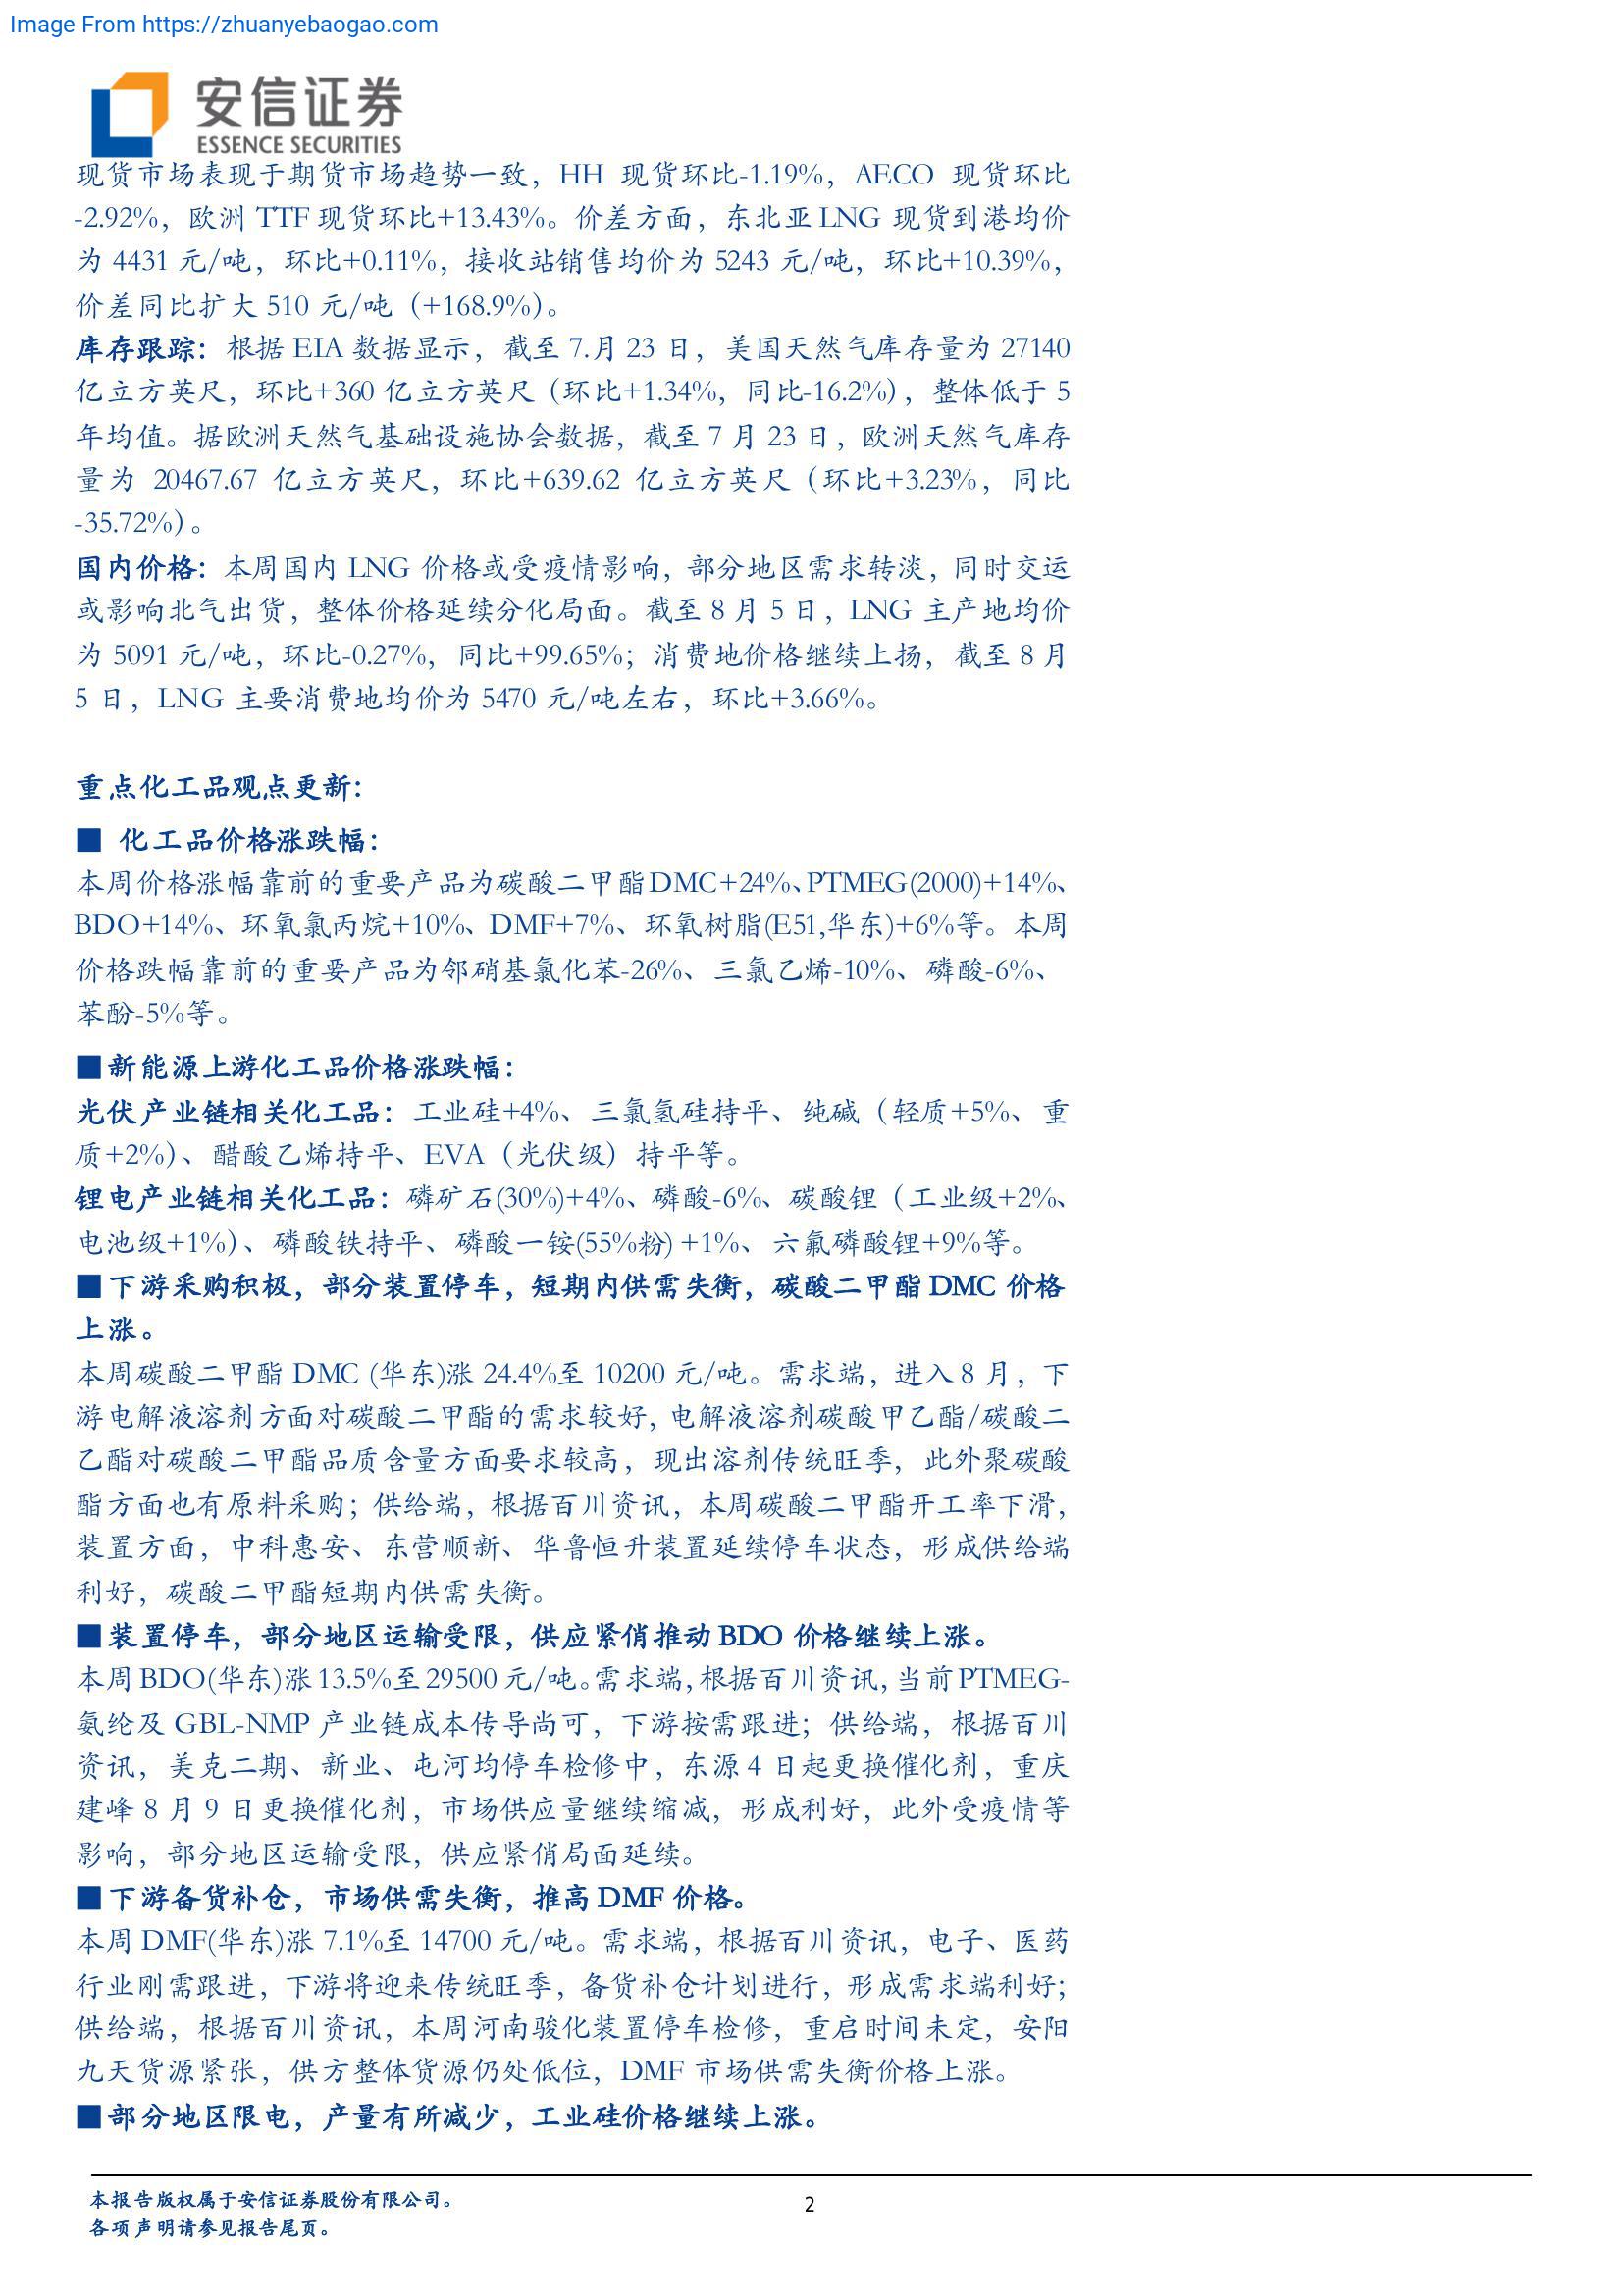 Image From https://zhuanyebaogao.com
安信证券
ESSENCE SECURITIES
现货市场表现于期货市场趋势一致，HH 现货环比-1.19%，AECO 现货环比
-2.92%，欧洲 TTF 现货环比+13.43%。价差方面，东北亚 LNG 现货到港均价
为 4431 元/吨，环比+0.11%，接收站销售均价为 5243 元/吨，环比+10.39%，
价差同比扩大 510 元/吨（+168.9%）。
库存跟踪：根据 EIA 数据显示，截至 7.月 23 日，美国天然气库存量为 27140
亿立方英尺，环比+360 亿立方英尺（环比+1.34%，同比-16.2%），整体低于 5
年均值。据欧洲天然气基础设施协会数据，截至 7 月 23 日，欧洲天然气库存
量为 20467.67 亿立方英尺，环比+639.62 亿立方英尺（环比+3.23%，同比
-35.72%）。
国内价格：本周国内 LNG 价格或受疫情影响，部分地区需求转淡，同时交运
或影响北气出货，整体价格延续分化局面。截至 8 月 5 日，LNG 主产地均价
为 5091 元/吨，环比-0.27%，同比+99.65%；消费地价格继续上扬，截至 8 月
5 日，LNG 主要消费地均价为 5470 元/吨左右，环比+3.66%。
重点化工品观点更新：
■ 化工品价格涨跌幅：
本周价格涨幅靠前的重要产品为碳酸二甲酯DMC+24%、PTMEG(2000)+14%、
BDO+14%、环氧氯丙烷+10%、DMF+7%、环氧树脂(E51,华东)+6%等。本周
价格跌幅靠前的重要产品为邻硝基氯化苯-26%、三氯乙烯-10%、磷酸-6%、
苯酚-5%等。
■新能源上游化工品价格涨跌幅：
光伏产业链相关化工品：工业硅+4%、三氯氢硅持平、纯碱（轻质+5%、重
质+2%）、醋酸乙烯持平、EVA（光伏级）持平等。
锂电产业链相关化工品：磷矿石(30%)+4%、磷酸-6%、碳酸锂（工业级+2%、
电池级+1%）、磷酸铁持平、磷酸一铵(55%粉) +1%、六氟磷酸锂+9%等。
■下游采购积极，部分装置停车，短期内供需失衡，碳酸二甲酯 DMC 价格
上涨。
本周碳酸二甲酯 DMC (华东)涨 24.4%至 10200 元/吨。需求端，进入 8 月，下
游电解液溶剂方面对碳酸二甲酯的需求较好，电解液溶剂碳酸甲乙酯/碳酸二
乙酯对碳酸二甲酯品质含量方面要求较高，现出溶剂传统旺季，此外聚碳酸
酯方面也有原料采购；供给端，根据百川资讯，本周碳酸二甲酯开工率下滑，
装置方面，中科惠安、东营顺新、华鲁恒升装置延续停车状态，形成供给端
利好，碳酸二甲酯短期内供需失衡。
■装置停车，部分地区运输受限，供应紧俏推动 BDO 价格继续上涨。
本周 BDO(华东)涨 13.5%至 29500 元/吨。需求端，根据百川资讯，当前 PTMEG-
氨纶及 GBL-NMP 产业链成本传导尚可，下游按需跟进；供给端，根据百川
资讯，美克二期、新业、屯河均停车检修中，东源 4 日起更换催化剂，重庆
建峰 8 月 9 日更换催化剂，市场供应量继续缩减，形成利好，此外受疫情等
影响，部分地区运输受限，供应紧俏局面延续。
■下游备货补仓，市场供需失衡，推高 DMF 价格。
本周 DMF(华东)涨 7.1%至 14700 元/吨。需求端，根据百川资讯，电子、医药
行业刚需跟进，下游将迎来传统旺季，备货补仓计划进行，形成需求端利好；
供给端，根据百川资讯，本周河南骏化装置停车检修，重启时间未定，安阳
九天货源紧张，供方整体货源仍处低位，DMF 市场供需失衡价格上涨。
■部分地区限电，产量有所减少，工业硅价格继续上涨。
本报告版权属于安信证券股份有限公司。
2
各项声明请参见报告尾页。